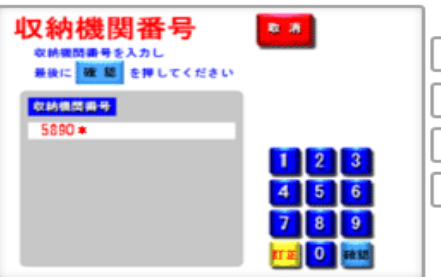 収納機関番号
取消
収納機関番号を入力し
最後に 確認 を押してください
収納機関番号
5890*
1 2 3
4 5 6
7 8 9
訂正 0 確認